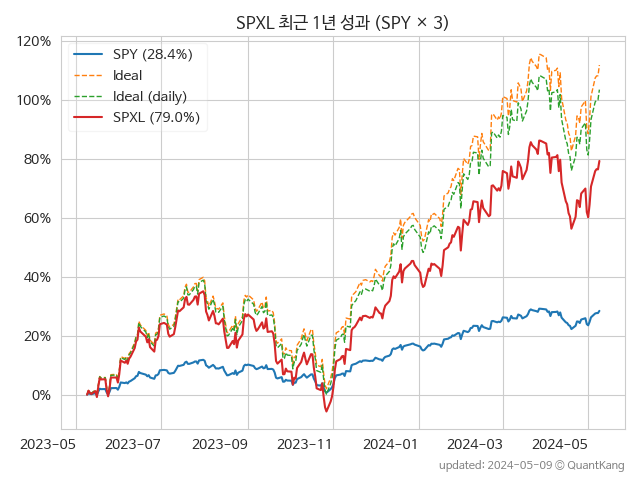 SPXL 최근 1년 성과 (SPY × 3)
120%
100%
80%
60%
40%
20%
0%
SPY (28.4%)
Ideal
Ideal (daily)
SPXL (79.0%)
2023-05
2023-07
2023-09
2023-11
2024-01
2024-03
2024-05
updated: 2024-05-09 © QuantKang